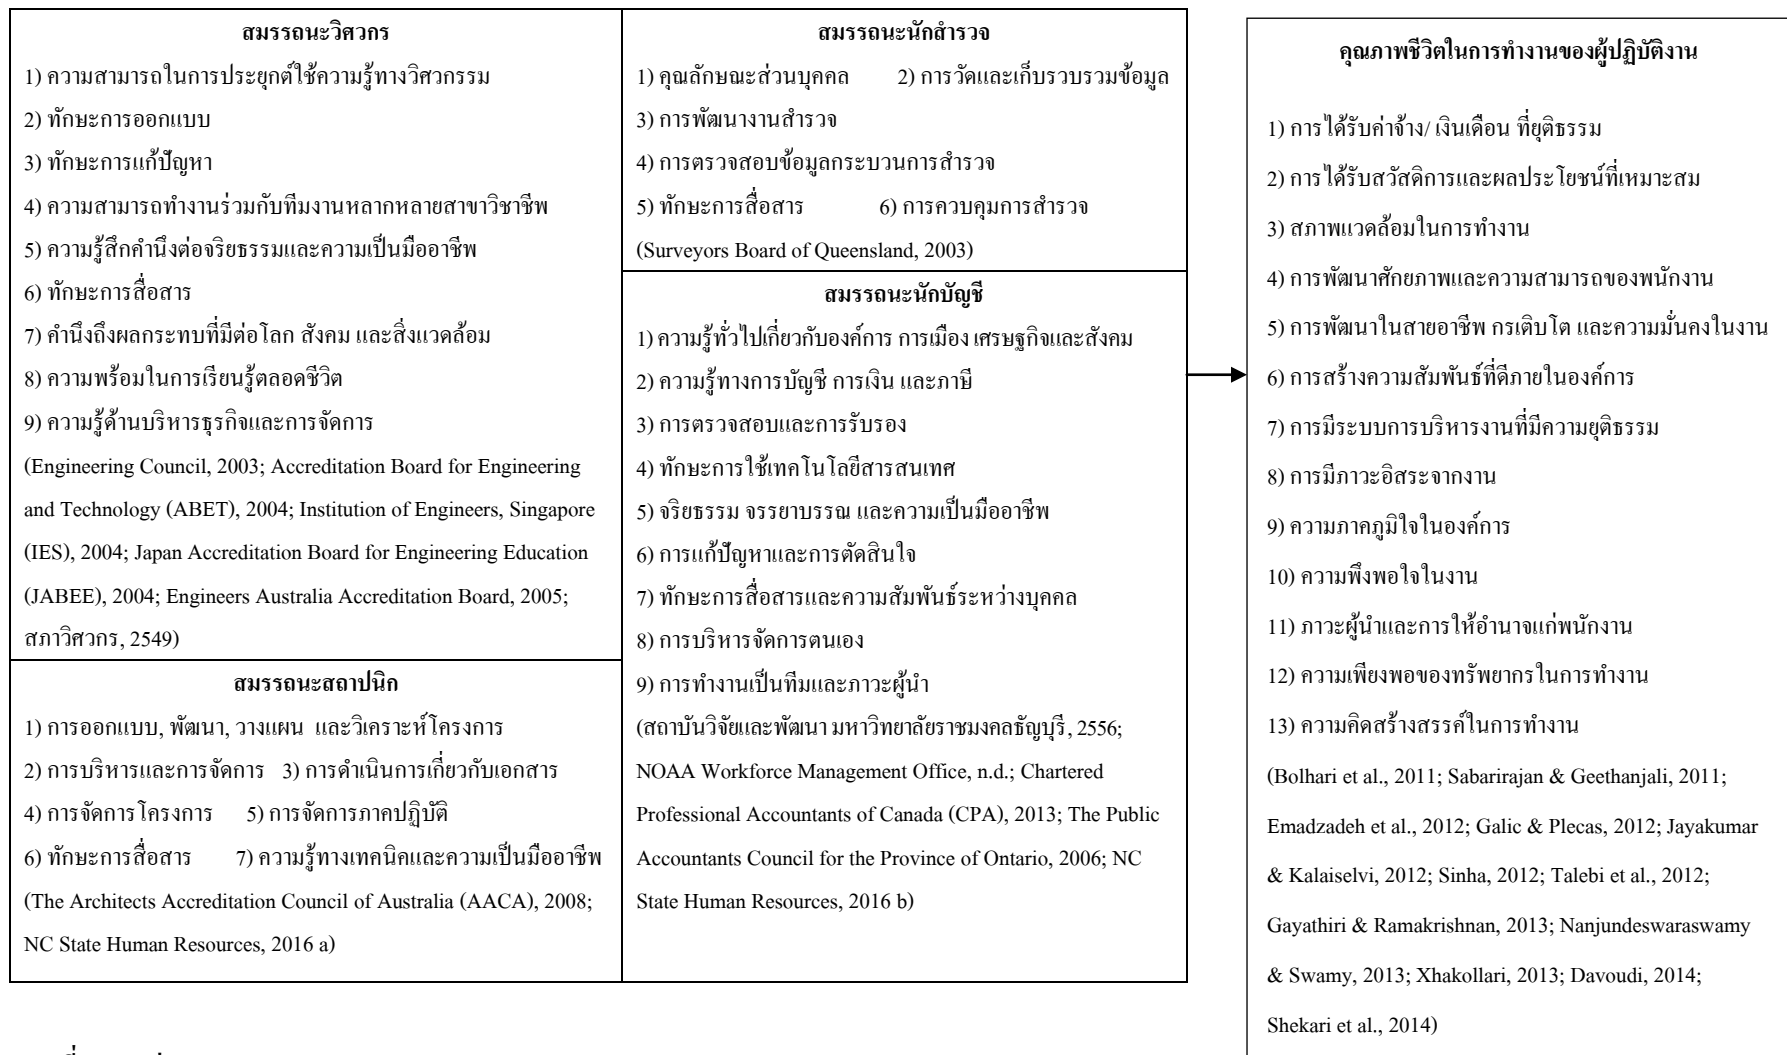 สมรรถนะวิศวกร
1) ความสามารถในการประยุกต์ใช้ความรู้ทางวิศวกรรม
2) ทักษะการออกแบบ
3) ทักษะการแก้ปัญหา
4) ความสามารถทำงานร่วมกับทีมงานหลากหลายสาขาวิชาชีพ
5) ความรู้สึกคำนึงต่อจริยธรรมและความเป็นมืออาชีพ
6) ทักษะการสื่อสาร
7) คำนึงถึงผลกระทบที่มีต่อโลก สังคม และสิ่งแวดล้อม
8) ความพร้อมในการเรียนรู้ตลอดชีวิต
9) ความรู้ด้านบริหารธุรกิจและการจัดการ
(Engineering Council, 2003; Accreditation Board for Engineering
and Technology (ABET), 2004; Institution of Engineers, Singapore
(IES), 2004; Japan Accreditation Board for Engineering Education
(JABEE), 2004; Engineers Australia Accreditation Board, 2005;
สภาวิศวกร, 2549)
สมรรถนะสถาปนิก
1) การออกแบบ, พัฒนา, วางแผน และวิเคราะห์โครงการ
2) การบริหารและการจัดการ 3) การดำเนินการเกี่ยวกับเอกสาร
4) การจัดการโครงการ 5) การจัดการภาคปฏิบัติ
6) ทักษะการสื่อสาร 7) ความรู้ทางเทคนิคและความเป็นมืออาชีพ
(The Architects Accreditation Council of Australia (AACA), 2008;
NC State Human Resources, 2016 a)
สมรรถนะนักสำรวจ
1) คุณลักษณะส่วนบุคคล 2) การวัดและเก็บรวบรวมข้อมูล
3) การพัฒนางานสำรวจ
4) การตรวจสอบข้อมูลกระบวนการสำรวจ
5) ทักษะการสื่อสาร 6) การควบคุมการสำรวจ
(Surveyors Board of Queensland, 2003)
สมรรถนะนักบัญชี
1) ความรู้ทั่วไปเกี่ยวกับองค์การ การเมือง เศรษฐกิจและสังคม
2) ความรู้ทางการบัญชี การเงิน และภาษี
3) การตรวจสอบและการรับรอง
4) ทักษะการใช้เทคโนโลยีสารสนเทศ
5) จริยธรรม จรรยาบรรณ และความเป็นมืออาชีพ
6) การแก้ปัญหาและการตัดสินใจ
7) ทักษะการสื่อสารและความสัมพันธ์ระหว่างบุคคล
8) การบริหารจัดการตนเอง
9) การทำงานเป็นทีมและภาวะผู้นำ
(สถาบันวิจัยและพัฒนา มหาวิทยาลัยราชมงคลธัญบุรี, 2556;
NOAA Workforce Management Office, n.d.; Chartered
Professional Accountants of Canada (CPA), 2013; The Public
Accountants Council for the Province of Ontario, 2006; NC
State Human Resources, 2016 b)
คุณภาพชีวิตในการทำงานของผู้ปฏิบัติงาน
1) การได้รับค่าจ้าง/ เงินเดือน ที่ยุติธรรม
2) การได้รับสวัสดิการและผลประโยชน์ที่เหมาะสม
3) สภาพแวดล้อมในการทำงาน
4) การพัฒนาศักยภาพและความสามารถของพนักงาน
5) การพัฒนาในสายอาชีพ กรเติบโต และความมั่นคงในงาน
6) การสร้างความสัมพันธ์ที่ดีภายในองค์การ
7) การมีระบบการบริหารงานที่มีความยุติธรรม
8) การมีภาวะอิสระจากงาน
9) ความภาคภูมิใจในองค์การ
10) ความพึงพอใจในงาน
11) ภาวะผู้นำและการให้อำนาจแก่พนักงาน
12) ความเพียงพอของทรัพยากรในการทำงาน
13) ความคิดสร้างสรรค์ในการทำงาน
(Bolhari et al., 2011; Sabarirajan & Geethanjali, 2011;
Emadzadeh et al., 2012; Galic & Plecas, 2012; Jayakumar
& Kalaiselvi, 2012; Sinha, 2012; Talebi et al., 2012;
Gayathiri & Ramakrishnan, 2013; Nanjundeswaraswamy
& Swamy, 2013; Xhakollari, 2013; Davoudi, 2014;
Shekari et al., 2014)